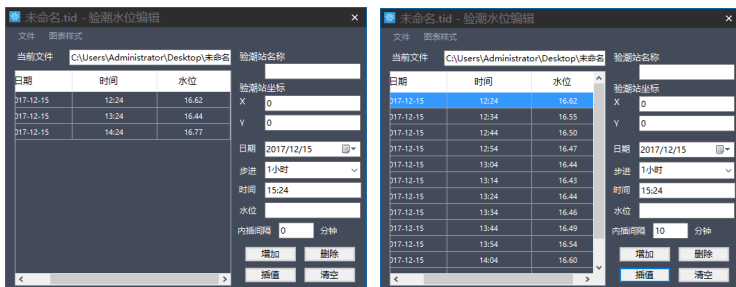 未命名.tid - 验潮水位编辑 ×
文件 图表样式
当前文件 C:\Users\Administrator\Desktop\未命名 验潮站名称
日期 时间 水位
验潮站坐标
017-12-15 12:24 16.62 X 0
017-12-15 13:24 16.44 Y 0
017-12-15 14:24 16.77
日期 2017/12/15
步进 1小时
时间 15:24
水位
内插间隔 0 分钟
增加 删除
插值 清空
未命名.tid - 验潮水位编辑 ×
文件 图表样式
当前文件 C:\Users\Administrator\Desktop\未命名 验潮站名称
日期 时间 水位
验潮站坐标
017-12-15 12:24 16.62 X 0
017-12-15 12:34 16.55
017-12-15 12:44 16.50 Y 0
017-12-15 12:54 16.47 日期 2017/12/15
017-12-15 13:04 16.44 步进 1小时
017-12-15 13:14 16.43
017-12-15 13:24 16.44 时间 15:24
017-12-15 13:34 16.46 水位
017-12-15 13:44 16.49 内插间隔 10 分钟
017-12-15 13:54 16.54 增加 删除
017-12-15 14:04 16.60
插值 清空